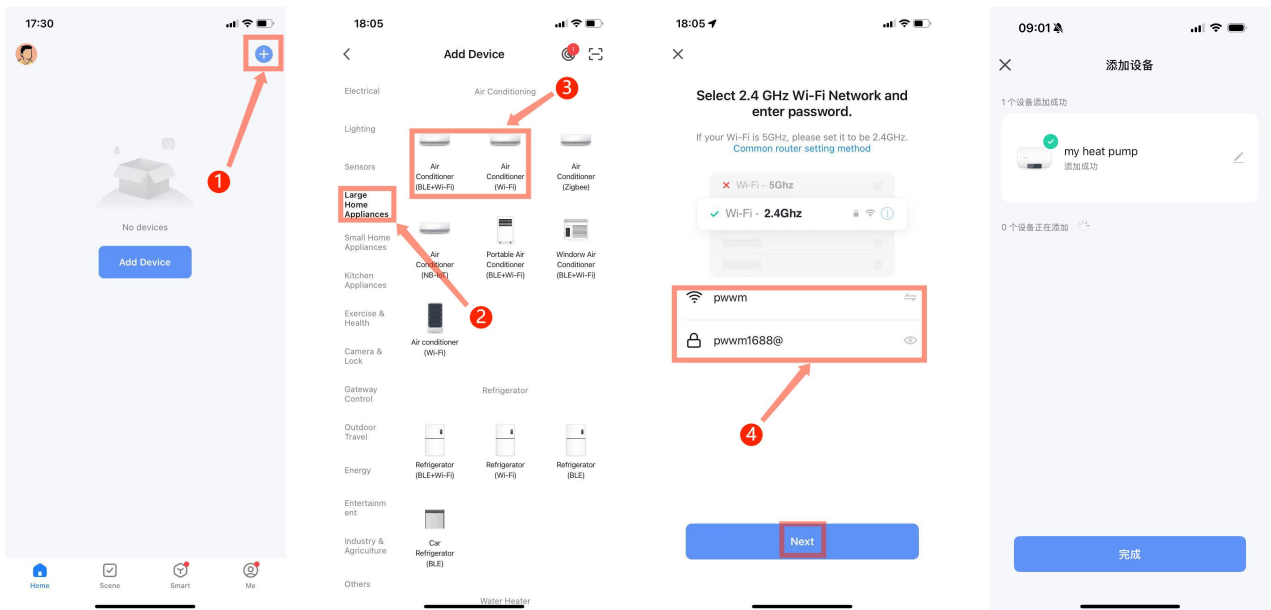 17:30
1
No devices
Add Device
Home
Scene
Smart
Me
18:05
Add Device
1
Electrical
Lighting
Sensors
Large
Home
Appliances
Small Home
Appliances
Kitchen
Appliances
Exercise &
Health
Camera &
Lock
Gateway
Control
Outdoor
Travel
Energy
Entertainm
ent
Industry &
Agriculture
Others
Air Conditioning
3
Air
Conditioner
(BLE+Wi-Fi)
Air
Conditioner
(Wi-Fi)
Air
Conditioner
(Zigbee)
Air
Conditioner
(NB-IoT)
Portable Air
Conditioner
(BLE+Wi-Fi)
Window Air
Conditioner
(BLE+Wi-Fi)
2
Air conditioner
(Wi-Fi)
Refrigerator
Refrigerator
(BLE+Wi-Fi)
Refrigerator
(Wi-Fi)
Refrigerator
(BLE)
Car
Refrigerator
(BLE)
Water Heater
18:05
Select 2.4 GHz Wi-Fi Network and
enter password.
If your Wi-Fi is 5GHz, please set it to be 2.4GHz.
Common router setting method
Wi-Fi - 5Ghz
Wi-Fi - 2.4Ghz
pwwm
pwwm1688@
4
Next
09:01
添加设备
1 个设备添加成功
my heat pump
添加成功
0 个设备正在添加
完成